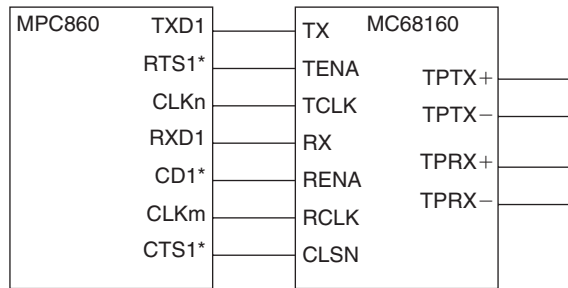 MPC860 TXD1 TX MC68160
RTS1* TENA
TPTX+
CLKn TCLK
TPTX−
RXD1 RX
TPRX+
CD1* RENA
TPRX−
CLKm RCLK
CTS1* CLSN